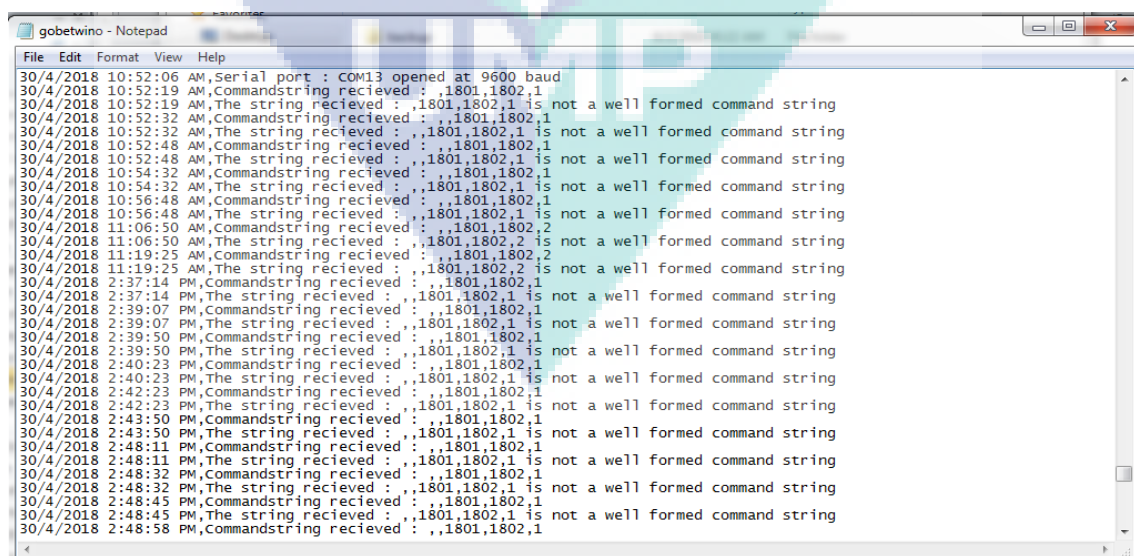 gobetwino - Notepad
File Edit Format View Help
30/4/2018 10:52:06 AM,Serial port : COM13 opened at 9600 baud
30/4/2018 10:52:19 AM,Commandstring recieved : ,1801,1802,1
30/4/2018 10:52:19 AM,The string recieved : ,1801,1802,1 is not a well formed command string
30/4/2018 10:52:32 AM,Commandstring recieved : ,,1801,1802,1
30/4/2018 10:52:32 AM,The string recieved : ,,1801,1802,1 is not a well formed command string
30/4/2018 10:52:48 AM,Commandstring recieved : ,,1801,1802,1
30/4/2018 10:52:48 AM,The string recieved : ,,1801,1802,1 is not a well formed command string
30/4/2018 10:54:32 AM,Commandstring recieved : ,,1801,1802,1
30/4/2018 10:54:32 AM,The string recieved : ,,1801,1802,1 is not a well formed command string
30/4/2018 10:56:48 AM,Commandstring recieved : ,,1801,1802,1
30/4/2018 10:56:48 AM,The string recieved : ,,1801,1802,1 is not a well formed command string
30/4/2018 11:06:50 AM,Commandstring recieved : ,,1801,1802,2
30/4/2018 11:06:50 AM,The string recieved : ,,1801,1802,2 is not a well formed command string
30/4/2018 11:19:25 AM,Commandstring recieved : ,,1801,1802,2
30/4/2018 11:19:25 AM,The string recieved : ,,1801,1802,2 is not a well formed command string
30/4/2018 2:37:14 PM,Commandstring recieved : ,,1801,1802,1
30/4/2018 2:37:14 PM,The string recieved : ,,1801,1802,1 is not a well formed command string
30/4/2018 2:39:07 PM,Commandstring recieved : ,,1801,1802,1
30/4/2018 2:39:07 PM,The string recieved : ,,1801,1802,1 is not a well formed command string
30/4/2018 2:39:50 PM,Commandstring recieved : ,,1801,1802,1
30/4/2018 2:39:50 PM,The string recieved : ,,1801,1802,1 is not a well formed command string
30/4/2018 2:40:23 PM,Commandstring recieved : ,,1801,1802,1
30/4/2018 2:40:23 PM,The string recieved : ,,1801,1802,1 is not a well formed command string
30/4/2018 2:42:23 PM,Commandstring recieved : ,,1801,1802,1
30/4/2018 2:42:23 PM,The string recieved : ,,1801,1802,1 is not a well formed command string
30/4/2018 2:43:50 PM,Commandstring recieved : ,,1801,1802,1
30/4/2018 2:43:50 PM,The string recieved : ,,1801,1802,1 is not a well formed command string
30/4/2018 2:48:11 PM,Commandstring recieved : ,,1801,1802,1
30/4/2018 2:48:11 PM,The string recieved : ,,1801,1802,1 is not a well formed command string
30/4/2018 2:48:32 PM,Commandstring recieved : ,,1801,1802,1
30/4/2018 2:48:32 PM,The string recieved : ,,1801,1802,1 is not a well formed command string
30/4/2018 2:48:45 PM,Commandstring recieved : ,,1801,1802,1
30/4/2018 2:48:45 PM,The string recieved : ,,1801,1802,1 is not a well formed command string
30/4/2018 2:48:58 PM,Commandstring recieved : ,,1801,1802,1
UMP